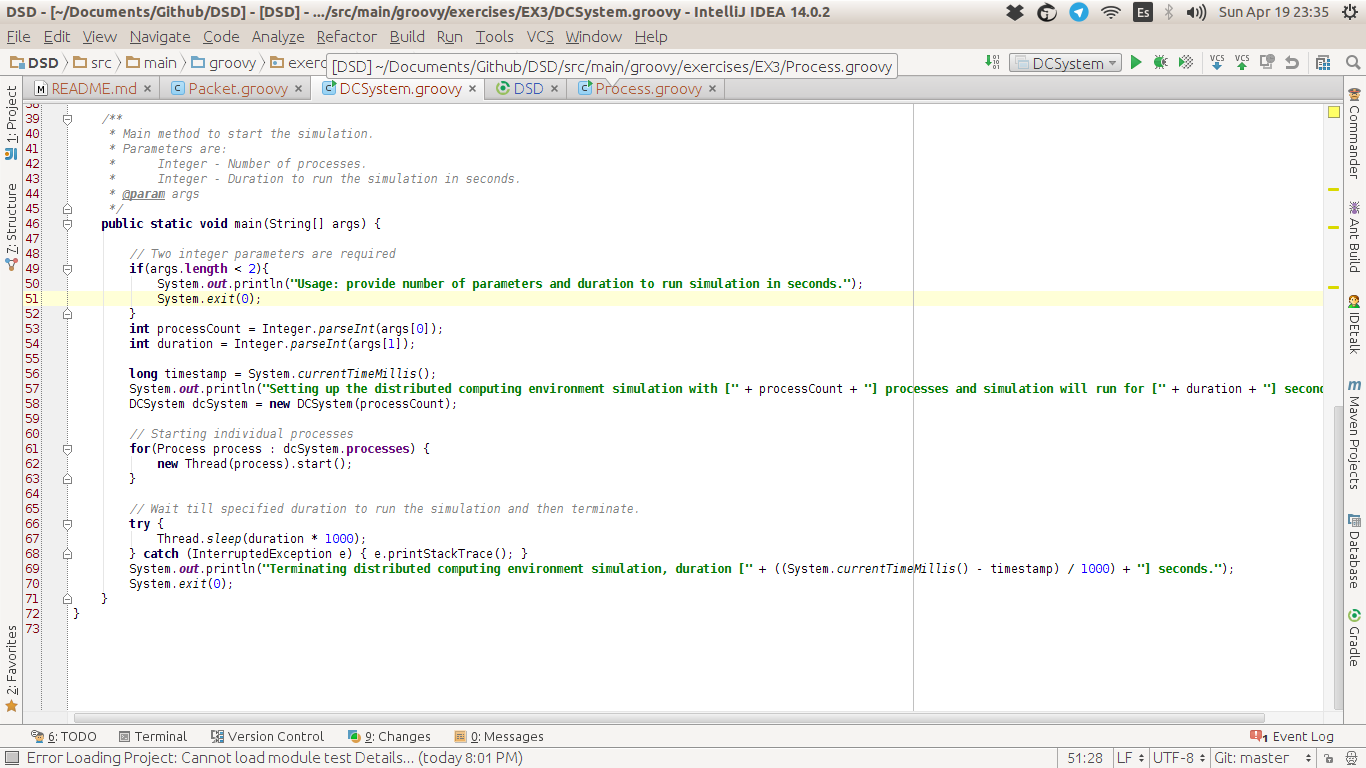 DSD - [~/Documents/Github/DSD] - [DSD] - .../src/main/groovy/exercises/EX3/DCSystem.groovy - IntelliJ IDEA 14.0.2
Es
Sun Apr 19 23:35
File Edit View Navigate Code Analyze Refactor Build Run Tools VCS Window Help
DSD src main groovy exerc
[DSD] ~/Documents/Github/DSD/src/main/groovy/exercises/EX3/Process.groovy
DCSystem
VCS VCS
README.md Packet.groovy DCSystem.groovy DSD Process.groovy
1: Project
7: Structure
2: Favorites
38
39 /**
40 * Main method to start the simulation.
41 * Parameters are:
42 * Integer - Number of processes.
43 * Integer - Duration to run the simulation in seconds.
44 * @param args
45 */
46 public static void main(String[] args) {
47
48 // Two integer parameters are required
49 if(args.length < 2){
50 System.out.println("Usage: provide number of parameters and duration to run simulation in seconds.");
51 System.exit(0);
52 }
53 int processCount = Integer.parseInt(args[0]);
54 int duration = Integer.parseInt(args[1]);
55
56 long timestamp = System.currentTimeMillis();
57 System.out.println("Setting up the distributed computing environment simulation with [" + processCount + "] processes and simulation will run for [" + duration + "] secon
58 DCSystem dcSystem = new DCSystem(processCount);
59
60 // Starting individual processes
61 for(Process process : dcSystem.processes) {
62 new Thread(process).start();
63 }
64
65 // Wait till specified duration to run the simulation and then terminate.
66 try {
67 Thread.sleep(duration * 1000);
68 } catch (InterruptedException e) { e.printStackTrace(); }
69 System.out.println("Terminating distributed computing environment simulation, duration [" + ((System.currentTimeMillis() - timestamp) / 1000) + "] seconds.");
70 System.exit(0);
71 }
72 }
73
Commander
Ant Build
IDEtalk
m Maven Projects
Database
Gradle
6: TODO Terminal Version Control 9: Changes 0: Messages
1 Event Log
Error Loading Project: Cannot load module test Details... (today 8:01 PM)
51:28 LF UTF-8 Git: master